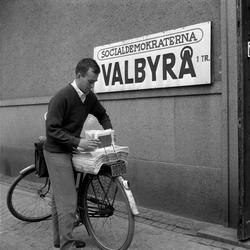 SOCIALDEMOKRATERNA
VALBYRÅ 1 TR.